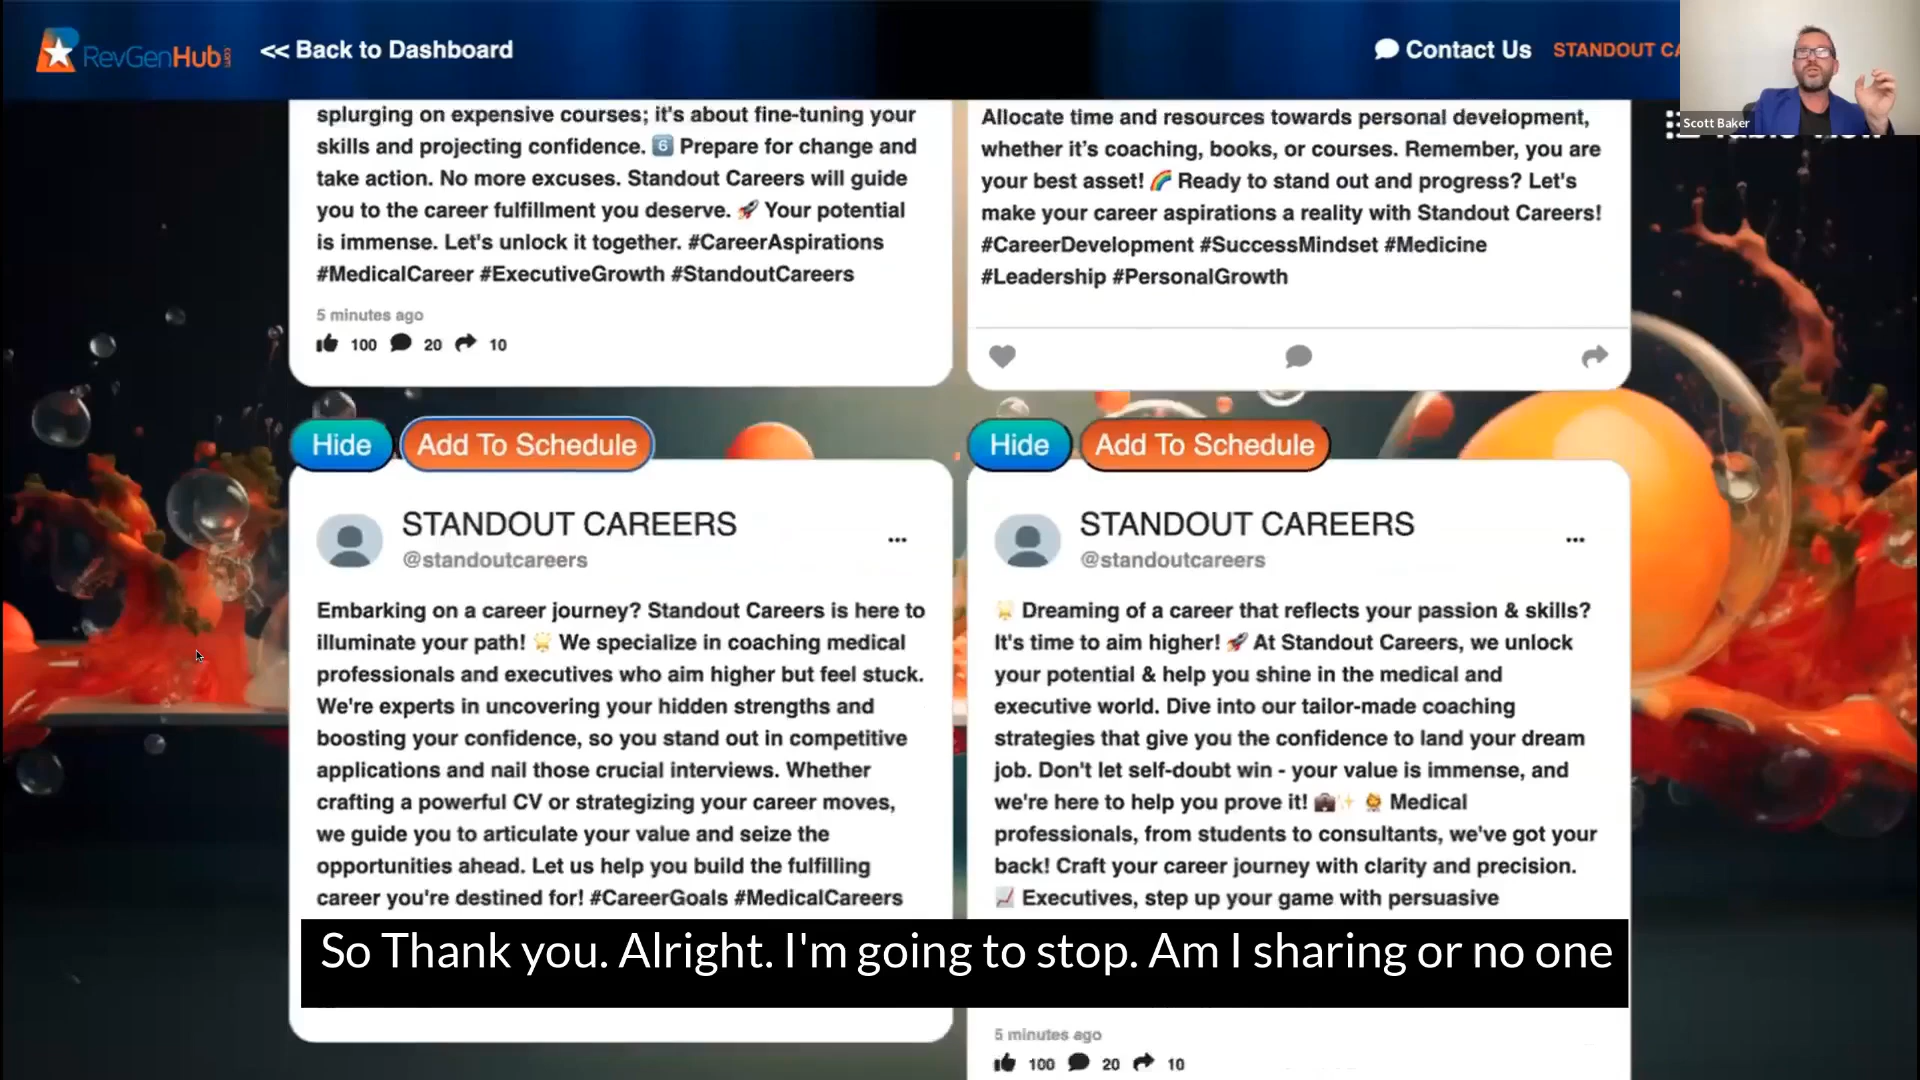 RevGenHub.com
<< Back to Dashboard
Contact Us
STANDOUT CA
Scott Baker
splurging on expensive courses; it's about fine-tuning your
skills and projecting confidence. 6️⃣ Prepare for change and
take action. No more excuses. Standout Careers will guide
you to the career fulfillment you deserve. 🚀 Your potential
is immense. Let's unlock it together. #CareerAspirations
#MedicalCareer #ExecutiveGrowth #StandoutCareers
5 minutes ago
100 20 10
Allocate time and resources towards personal development,
whether it’s coaching, books, or courses. Remember, you are
your best asset! 🌈 Ready to stand out and progress? Let's
make your career aspirations a reality with Standout Careers!
#CareerDevelopment #SuccessMindset #Medicine
#Leadership #PersonalGrowth
Hide Add To Schedule
STANDOUT CAREERS
...
@standoutcareers
Embarking on a career journey? Standout Careers is here to
illuminate your path! 🌟 We specialize in coaching medical
professionals and executives who aim higher but feel stuck.
We're experts in uncovering your hidden strengths and
boosting your confidence, so you stand out in competitive
applications and nail those crucial interviews. Whether
crafting a powerful CV or strategizing your career moves,
we guide you to articulate your value and seize the
opportunities ahead. Let us help you build the fulfilling
career you're destined for! #CareerGoals #MedicalCareers
Hide Add To Schedule
STANDOUT CAREERS
...
@standoutcareers
🌟 Dreaming of a career that reflects your passion & skills?
It's time to aim higher! 🚀 At Standout Careers, we unlock
your potential & help you shine in the medical and
executive world. Dive into our tailor-made coaching
strategies that give you the confidence to land your dream
job. Don't let self-doubt win - your value is immense, and
we're here to help you prove it! 💼✨ 🧑‍⚕️ Medical
professionals, from students to consultants, we've got your
back! Craft your career journey with clarity and precision.
📈 Executives, step up your game with persuasive
5 minutes ago
100 20 10
So Thank you. Alright. I'm going to stop. Am I sharing or no one